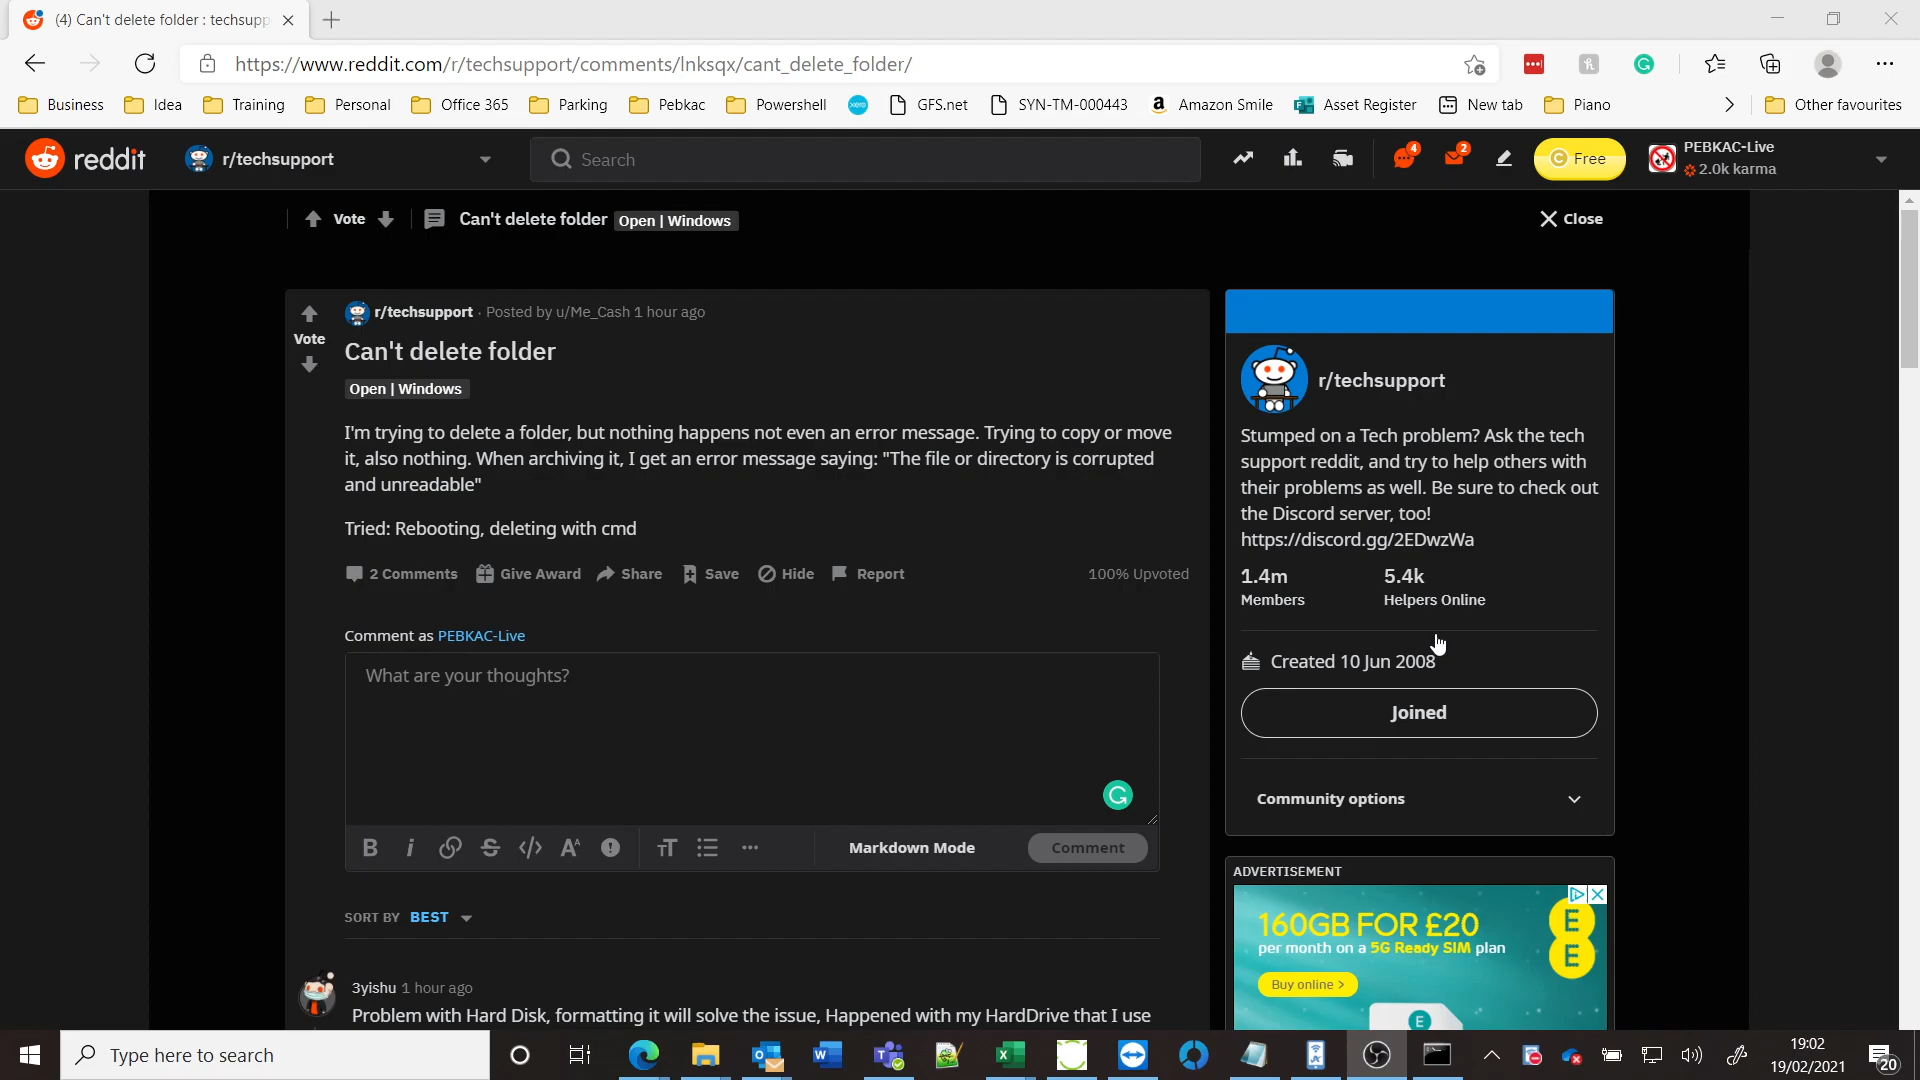 (4) Can't delete folder : techsupp
https://www.reddit.com/r/techsupport/comments/lnksqx/cant_delete_folder/
Business Idea Training Personal Office 365 Parking Pebkac Powershell xero GFS.net SYN-TM-000443 Amazon Smile Asset Register New tab Piano Other favourites
reddit r/techsupport Search 4 2 Free PEBKAC-Live
2.0k karma
Vote Can't delete folder Open | Windows Close
r/techsupport · Posted by u/Me_Cash 1 hour ago
Vote
Can't delete folder
Open | Windows
I'm trying to delete a folder, but nothing happens not even an error message. Trying to copy or move
it, also nothing. When archiving it, I get an error message saying: "The file or directory is corrupted
and unreadable"
Tried: Rebooting, deleting with cmd
2 Comments Give Award Share Save Hide Report 100% Upvoted
Comment as PEBKAC-Live
What are your thoughts?
Markdown Mode Comment
SORT BY BEST
3yishu 1 hour ago
Problem with Hard Disk, formatting it will solve the issue, Happened with my HardDrive that I use
r/techsupport
Stumped on a Tech problem? Ask the tech
support reddit, and try to help others with
their problems as well. Be sure to check out
the Discord server, too!
https://discord.gg/2EDwzWa
1.4m 5.4k
Members Helpers Online
Created 10 Jun 2008
Joined
Community options
ADVERTISEMENT
160GB FOR £20
per month on a 5G Ready SIM plan
Buy online >
EE
Type here to search
19:02
19/02/2021
20